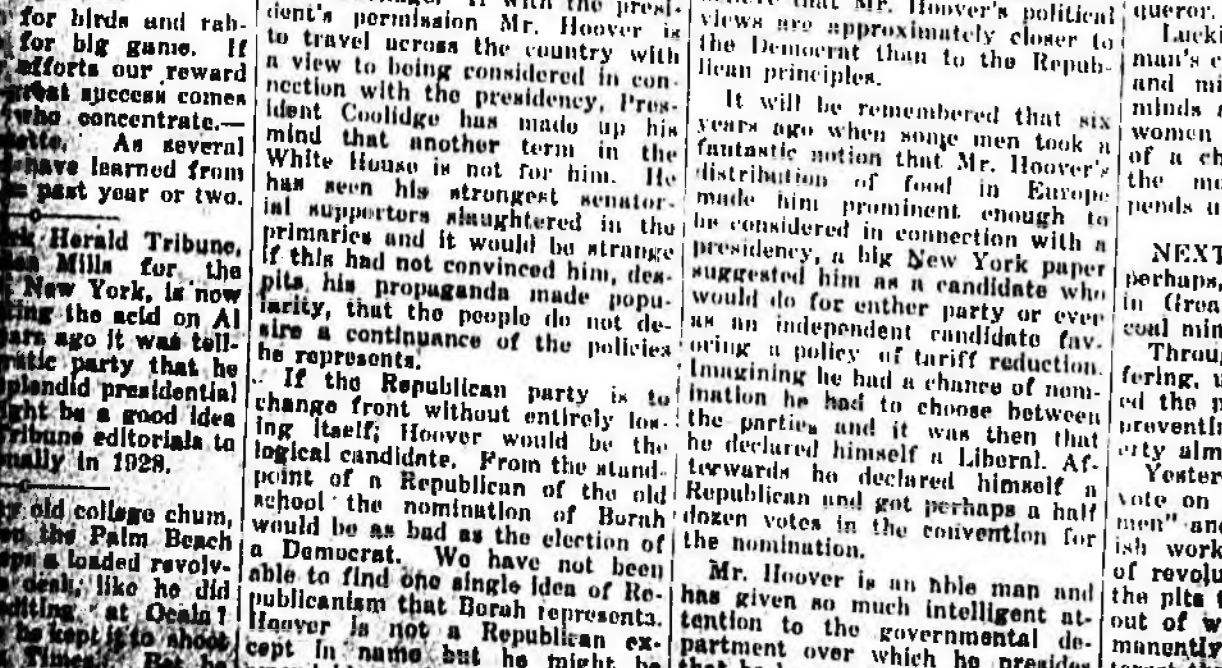 for birds and rab-
for big game. If
efforts our reward
success comes
who concentrate.—
As several
have learned from
past year or two.
Herald Tribune,
Mills for the
New York, is now
the acid on Al
ago it was tell-
party that he
splendid presidential
be a good idea
Tribune editorials to
in 1928.
old college chum,
the Palm Beach
a loaded revolv-
desk, like he did
at Ocala?
he kept it to shoot
Times. But he
If with the presi-
dent's permission Mr. Hoover is
to travel across the country with
a view to being considered in con-
nection with the presidency, Pres-
ident Coolidge has made up his
mind that another term in the
White House is not for him. He
has seen his strongest senator-
ial supporters slaughtered in the
primaries and it would be strange
if this had not convinced him, des-
pits his propaganda made popu-
larity, that the people do not de-
sire a continuance of the policies
he represents.
If the Republican party is to
change front without entirely los-
ing itself; Hoover would be the
logical candidate. From the stand-
point of a Republican of the old
school the nomination of Borah
would be as bad as the election of
a Democrat. We have not been
able to find one single idea of Re-
publicanism that Borah represents.
Hoover is not a Republican ex-
cept in name but he might be
that Mr. Hoover's political
views are approximately closer to
the Democrat than to the Repub-
lican principles.
It will be remembered that six
years ago when some men took a
fantastic notion that Mr. Hoover's
distribution of food in Europe
made him prominent enough to
be considered in connection with a
presidency, a big New York paper
suggested him as a candidate who
would do for enther party or ever
as an independent candidate fav-
oring a policy of tariff reduction.
Imagining he had a chance of nom-
ination he had to choose between
the parties and it was then that
he declared himself a Liberal. Af-
terwards he declared himself a
Republican and got perhaps a half
dozen votes in the convention for
the nomination.
Mr. Hoover is an able man and
has given so much intelligent at-
tention to the governmental de-
partment over which he presides
queror.
Lucki
man's
and mi
minds
women
of a ch
the
pends
NEXT
perhaps,
in Grea
coal min
Throu
fering,
ed the
preventin
erty alm
Yester
vote on
men" and
ish work
of revolu
the pits
out of w
manently